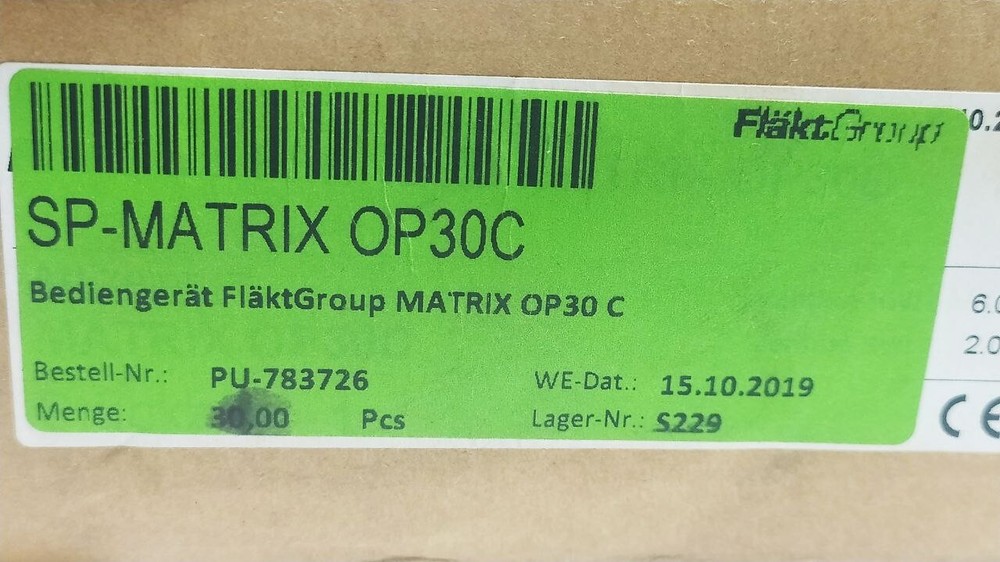 FläktGroup
SP-MATRIX OP30C
Bediengerät FläktGroup MATRIX OP30 C
Bestell-Nr.: PU-783726 WE-Dat.: 15.10.2019
Menge: 30,00 Pcs Lager-Nr.: S229
CE